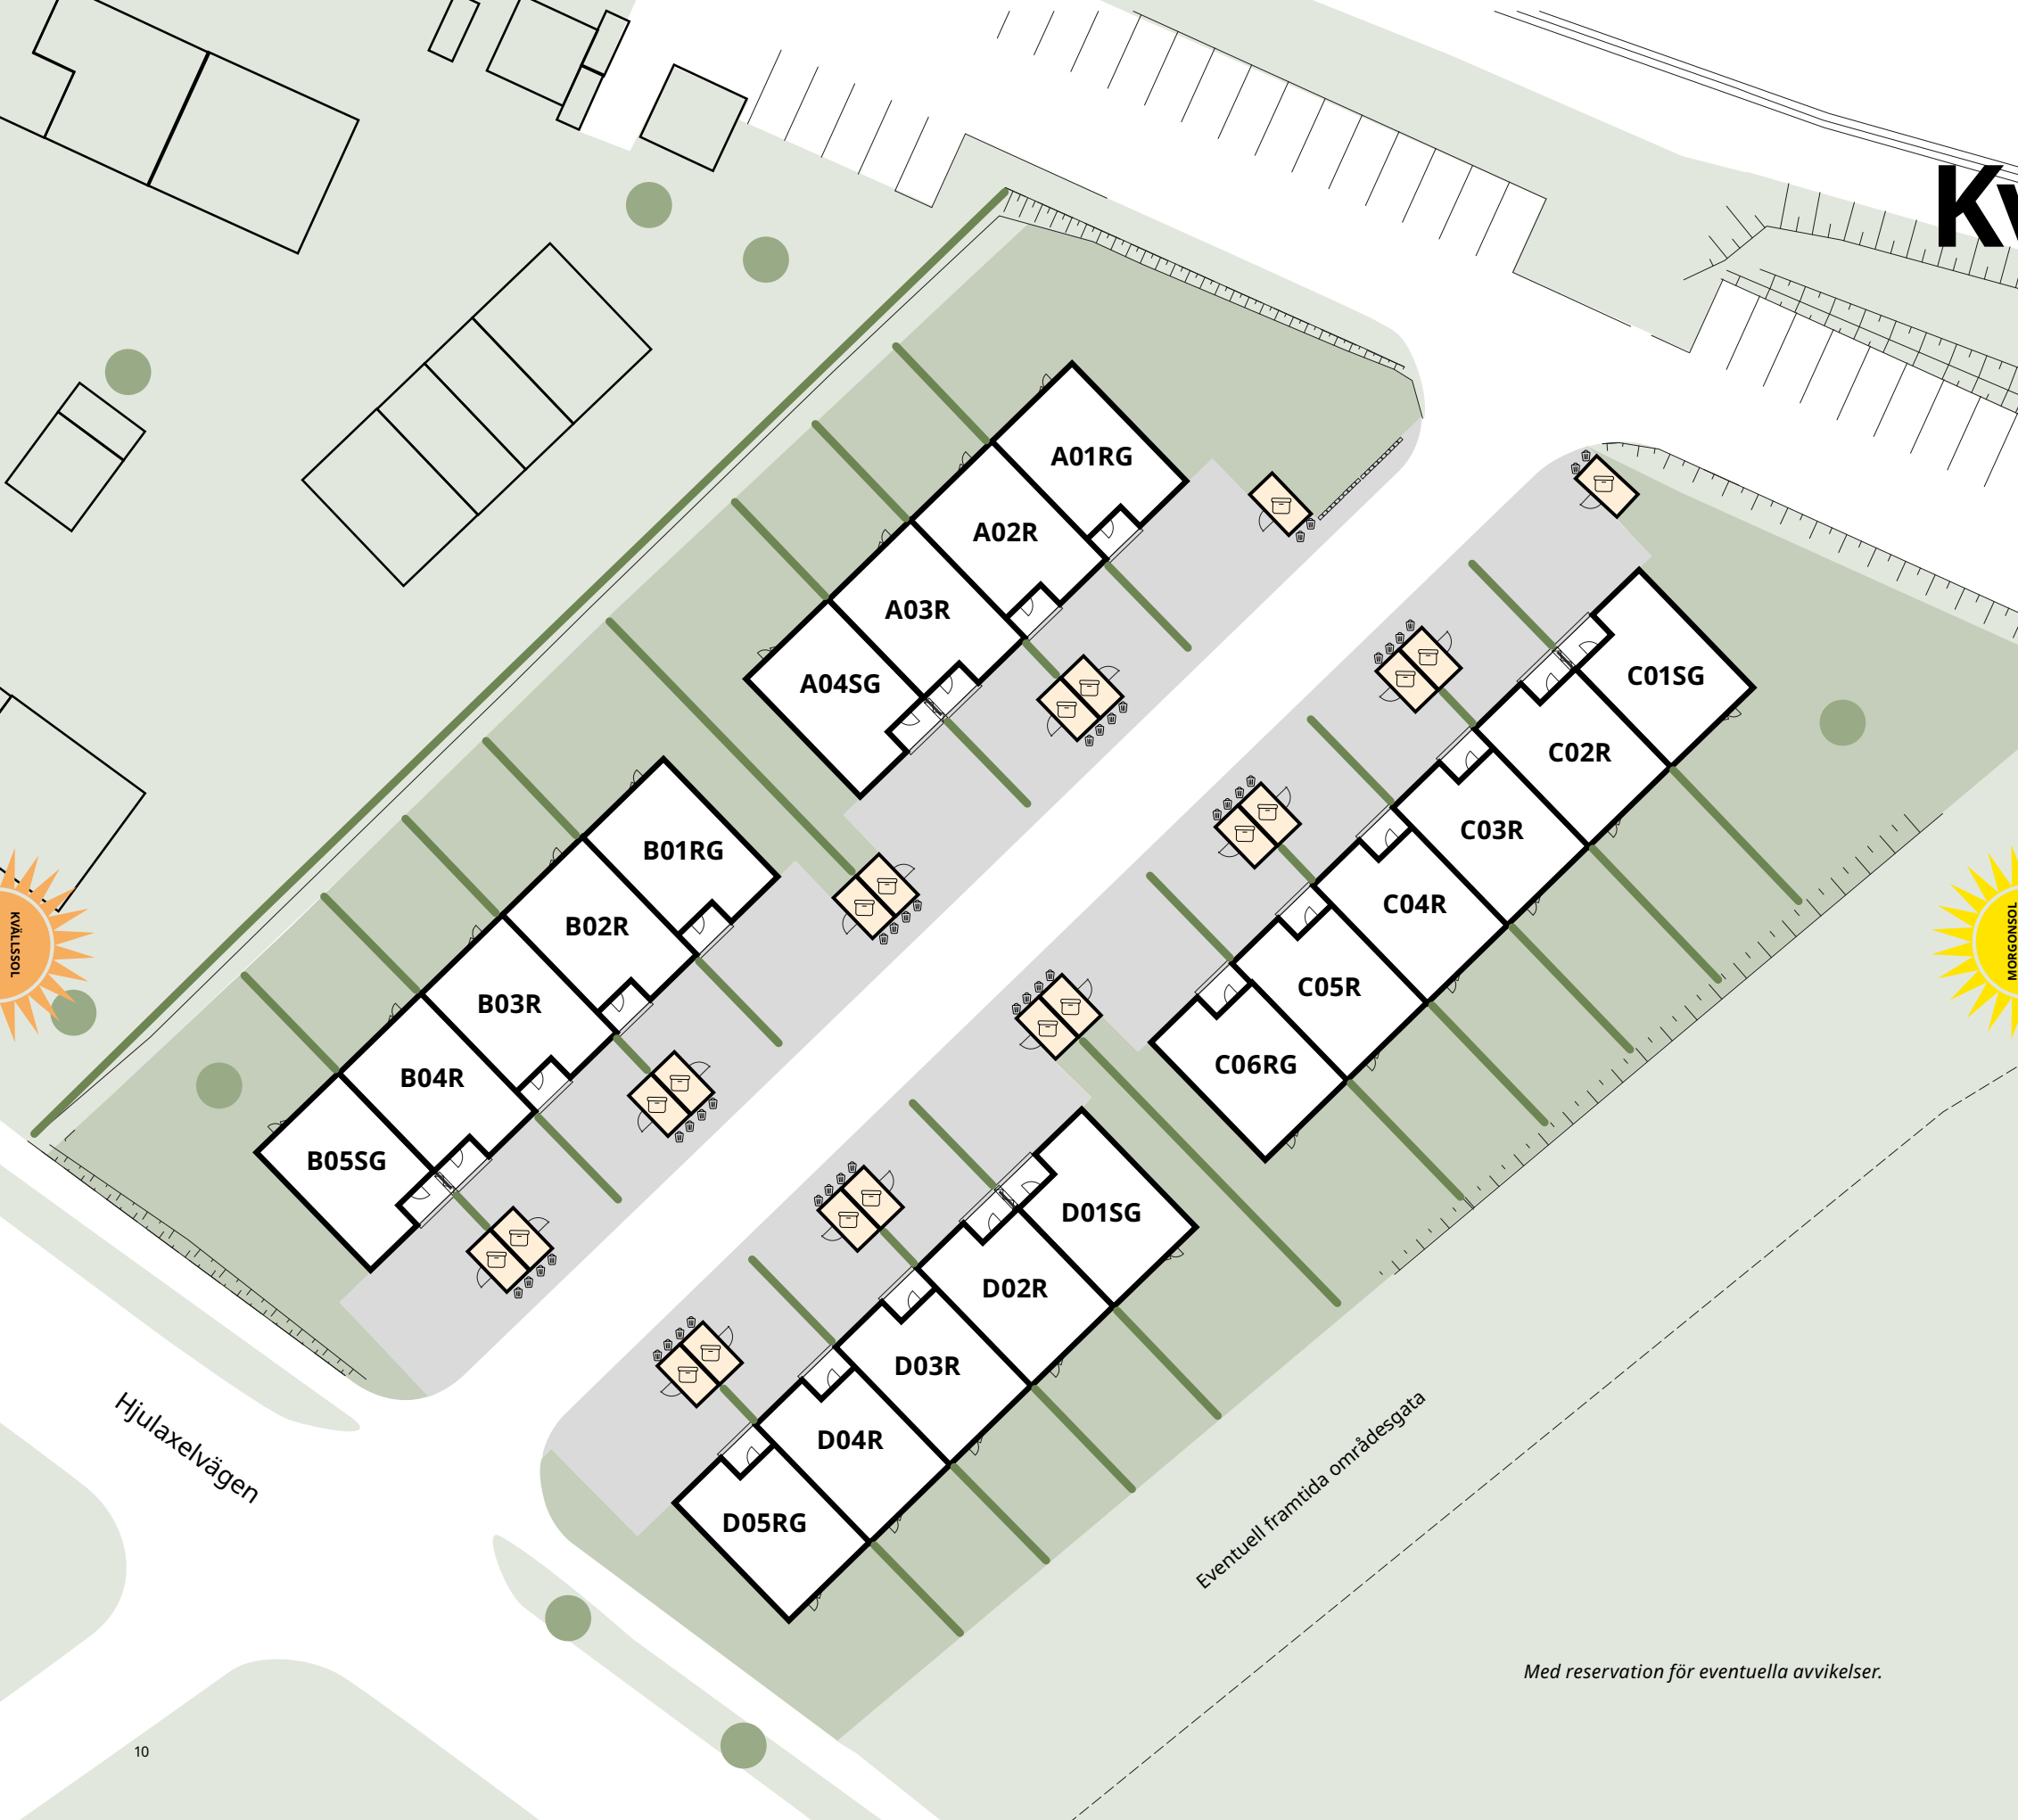 Kv
A01RG
A02R
A03R
A04SG
B01RG
B02R
B03R
B04R
B05SG
C01SG
C02R
C03R
C04R
C05R
C06RG
D01SG
D02R
D03R
D04R
D05RG
KVÄLLSSOL
MORGONSOL
Hjulaxelvägen
Eventuell framtida områdesgata
Med reservation för eventuella avvikelser.
10